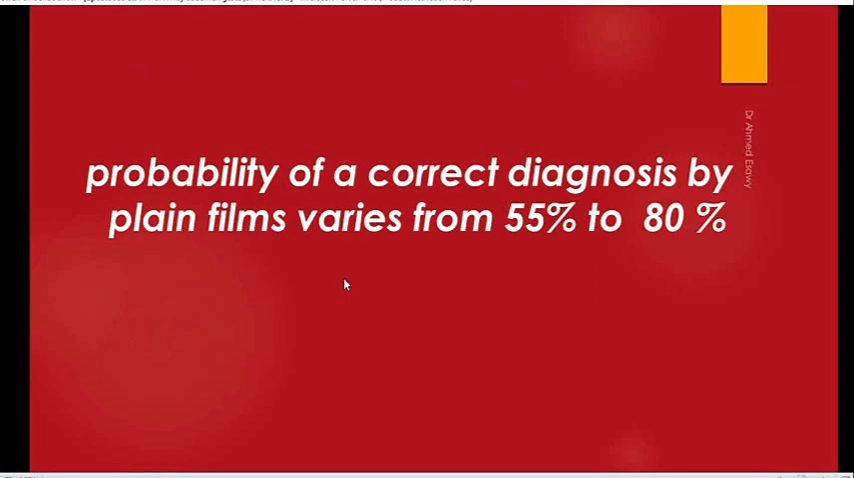 probability of a correct diagnosis by
plain films varies from 55% to 80 %
Dr Ahmed Esawy